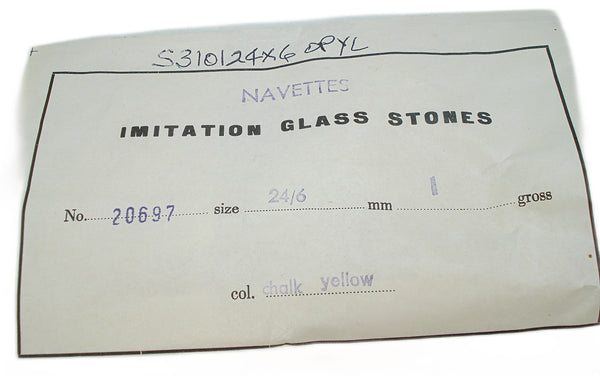 S310124X6 OPYL
NAVETTES
IMITATION GLASS STONES
No. 20697 size 24/6 mm 1 gross
col. chalk yellow